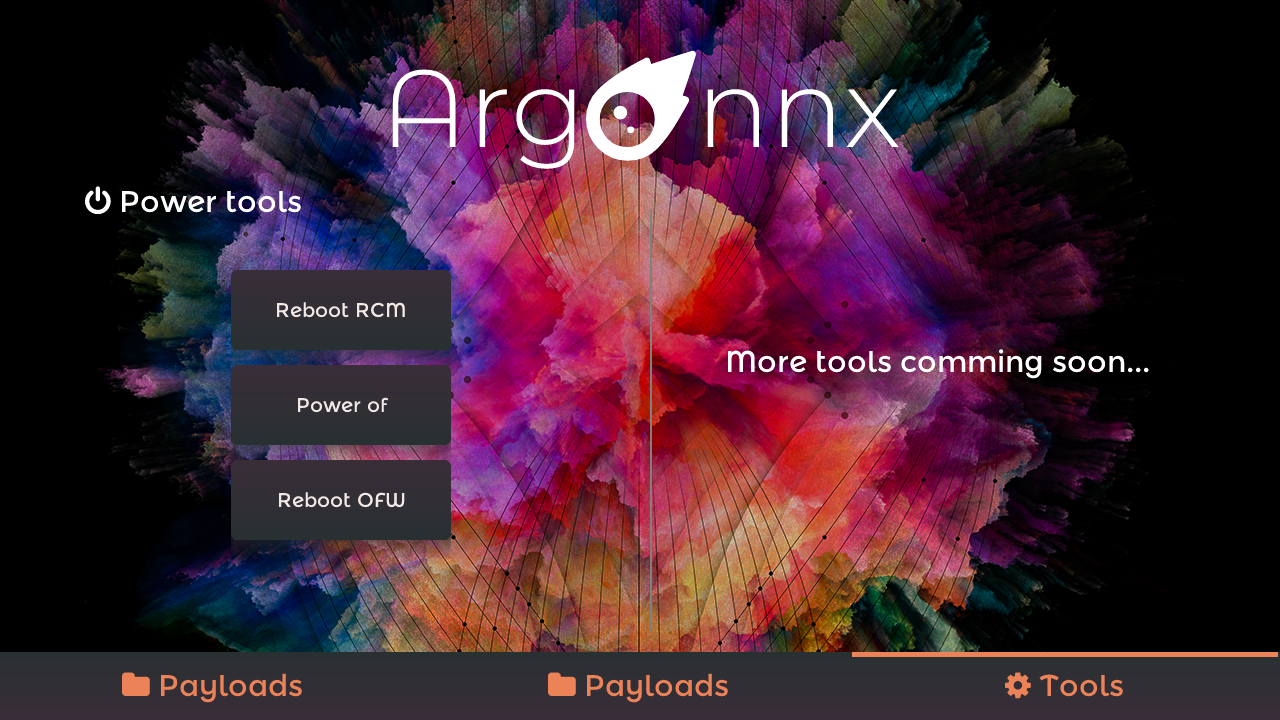 Argonnx
Power tools
Reboot RCM
Power of
Reboot OFW
More tools comming soon...
Payloads
Payloads
Tools